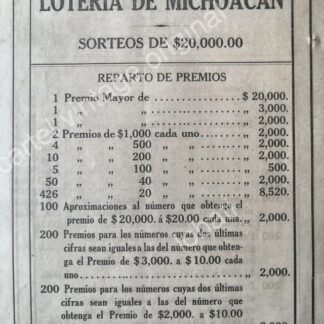 LOTERIA DE MICHOACAN
SORTEOS DE $20,000.00
REPARTO DE PREMIOS
1 Premio Mayor de .................. $ 20,000.
1 „ „ .................. „ 3,000.
1 „ „ .................. „ 2,000.
2 Premios de $1,000 cada uno........ „ 2,000.
4 „ „ 500 „ „ ........ „ 2,000.
10 „ „ 200 „ „ ........ „ 2,000.
5 „ „ 100 „ „ ........ „ 500.
50 „ „ 40 „ „ ........ „ 2,000.
426 „ „ 20 „ „ ........ „ 8,520.
100 Aproximaciones al número que obtenga el
premio de $20,000. á $20.00 cada una.. „ 2,000.
200 Premios para los números cuyas dos últimas
cifras sean iguales a las del número que obten-
ga el Premio de $3,000. a $10.00 cada
uno.................. „ 2,000.
200 Premios para los números cuyas dos últimas
cifras sean iguales a las del número que
obtenga el Premio de $2,000. a $10.00